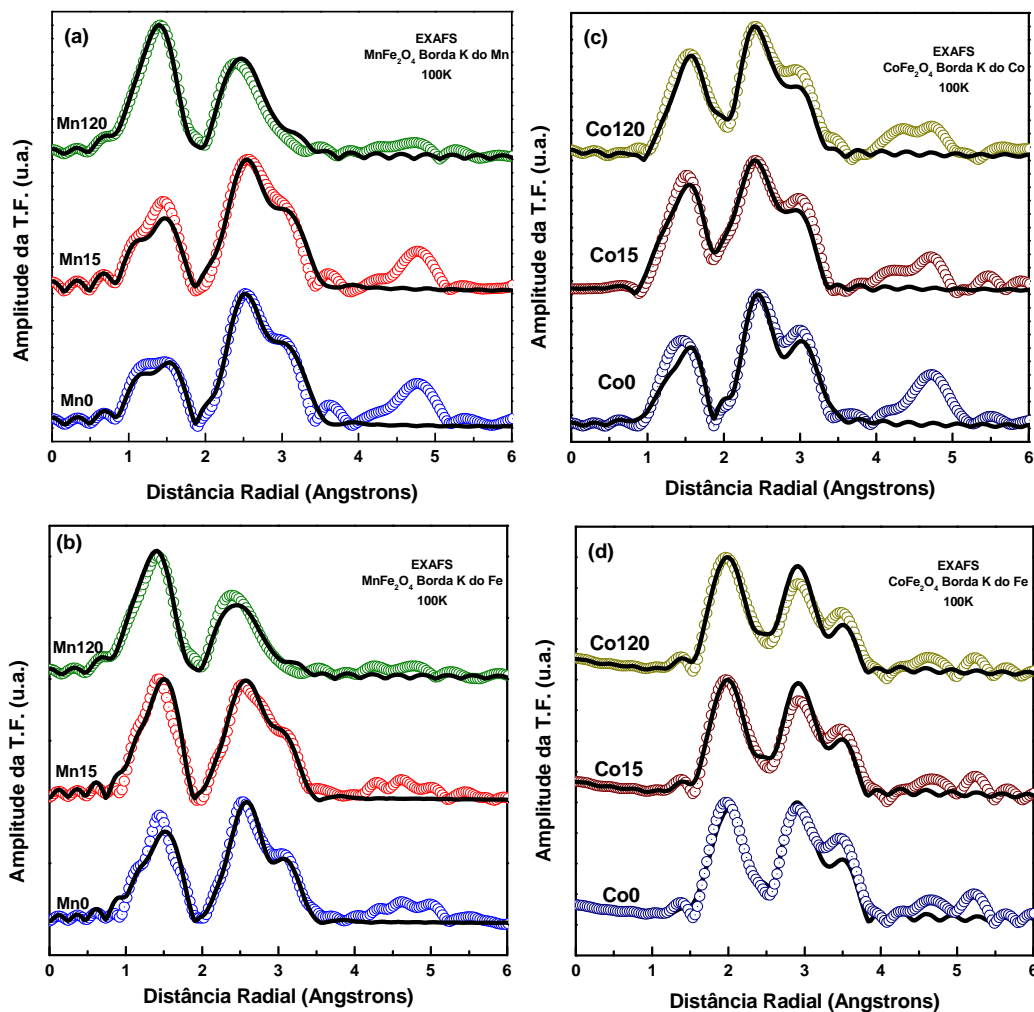 (a)
EXAFS
MnFe2O4 Borda K do Mn
100K
Mn120
Mn15
Mn0
Amplitude da T.F. (u.a.)
0 1 2 3 4 5 6
Distância Radial (Angstrons)
(c)
EXAFS
CoFe2O4 Borda K do Co
100K
Co120
Co15
Co0
Amplitude da T.F. (u.a.)
0 1 2 3 4 5 6
Distância Radial (Angstrons)
(b)
EXAFS
MnFe2O4 Borda K do Fe
100K
Mn120
Mn15
Mn0
Amplitude da T.F. (u.a.)
0 1 2 3 4 5 6
Distância Radial (Angstrons)
(d)
EXAFS
CoFe2O4 Borda K do Fe
100K
Co120
Co15
Co0
Amplitude da T.F. (u.a.)
0 1 2 3 4 5 6
Distância Radial (Angstrons)